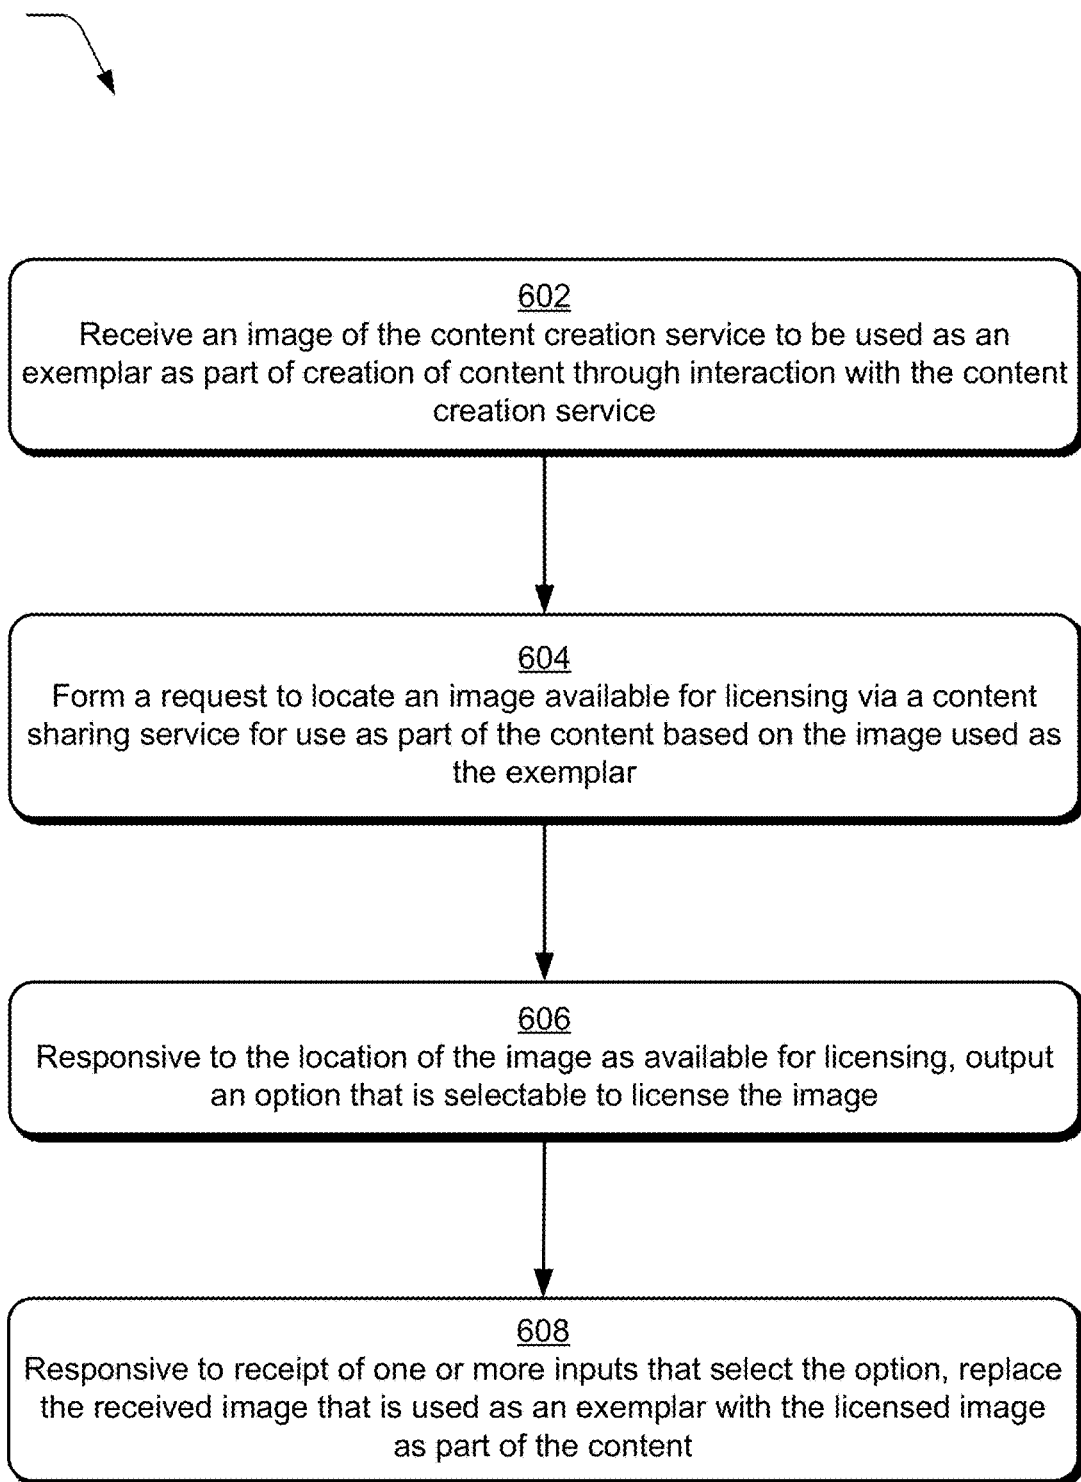 602
Receive an image of the content creation service to be used as an
exemplar as part of creation of content through interaction with the content
creation service
604
Form a request to locate an image available for licensing via a content
sharing service for use as part of the content based on the image used as
the exemplar
606
Responsive to the location of the image as available for licensing, output
an option that is selectable to license the image
608
Responsive to receipt of one or more inputs that select the option, replace
the received image that is used as an exemplar with the licensed image
as part of the content